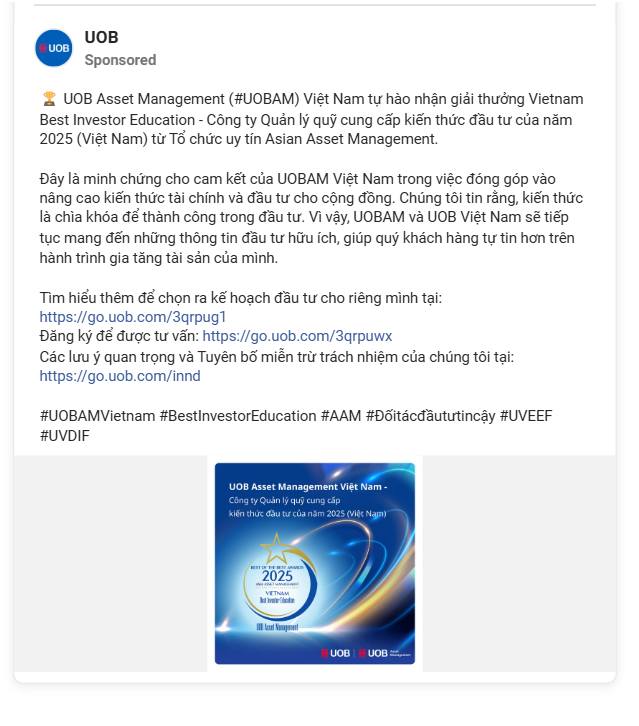 UOB
UOB
Sponsored
🏆 UOB Asset Management (#UOBAM) Việt Nam tự hào nhận giải thưởng Vietnam
Best Investor Education - Công ty Quản lý quỹ cung cấp kiến thức đầu tư của năm
2025 (Việt Nam) từ Tổ chức uy tín Asian Asset Management.
Đây là minh chứng cho cam kết của UOBAM Việt Nam trong việc đóng góp vào
nâng cao kiến thức tài chính và đầu tư cho cộng đồng. Chúng tôi tin rằng, kiến thức
là chìa khóa để thành công trong đầu tư. Vì vậy, UOBAM và UOB Việt Nam sẽ tiếp
tục mang đến những thông tin đầu tư hữu ích, giúp quý khách hàng tự tin hơn trên
hành trình gia tăng tài sản của mình.
Tìm hiểu thêm để chọn ra kế hoạch đầu tư cho riêng mình tại:
https://go.uob.com/3qrpug1
Đăng ký để được tư vấn: https://go.uob.com/3qrpuwx
Các lưu ý quan trọng và Tuyên bố miễn trừ trách nhiệm của chúng tôi tại:
https://go.uob.com/innd
#UOBAMVietnam #BestInvestorEducation #AAM #Đốitácđầutưtincậy #UVEEF
#UVDIF
UOB Asset Management Việt Nam -
Công ty Quản lý quỹ cung cấp
kiến thức đầu tư của năm 2025 (Việt Nam)
BEST OF THE BEST AWARDS
2025
ASIA ASSET MANAGEMENT
VIETNAM
Best Investor Education
UOB Asset Management
UOB | UOB Asset Management